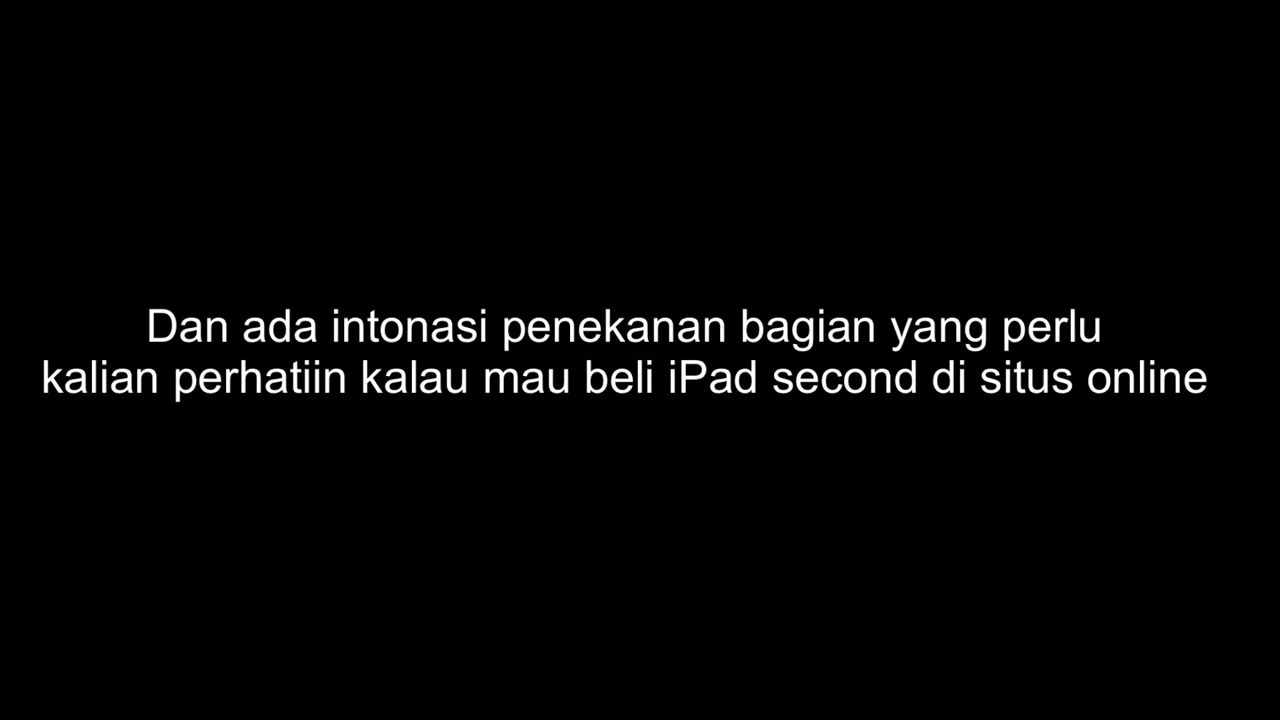 Dan ada intonasi penekanan bagian yang perlu
kalian perhatiin kalau mau beli iPad second di situs online